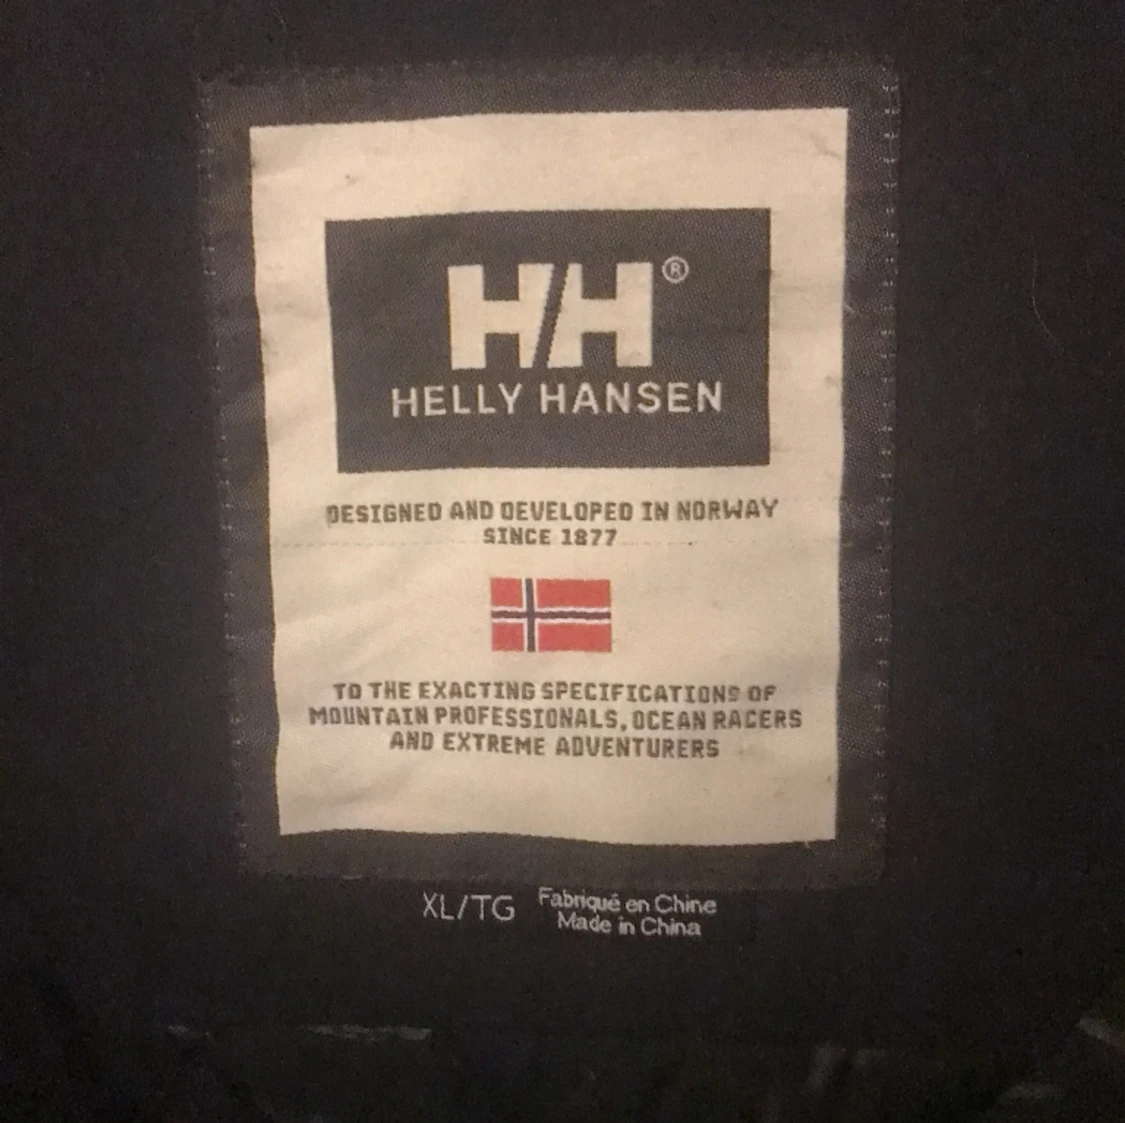 HH®
HELLY HANSEN
DESIGNED AND DEVELOPED IN NORWAY
SINCE 1877
TO THE EXACTING SPECIFICATIONS OF
MOUNTAIN PROFESSIONALS, OCEAN RACERS
AND EXTREME ADVENTURERS
XL/TG
Fabriqué en Chine
Made in China